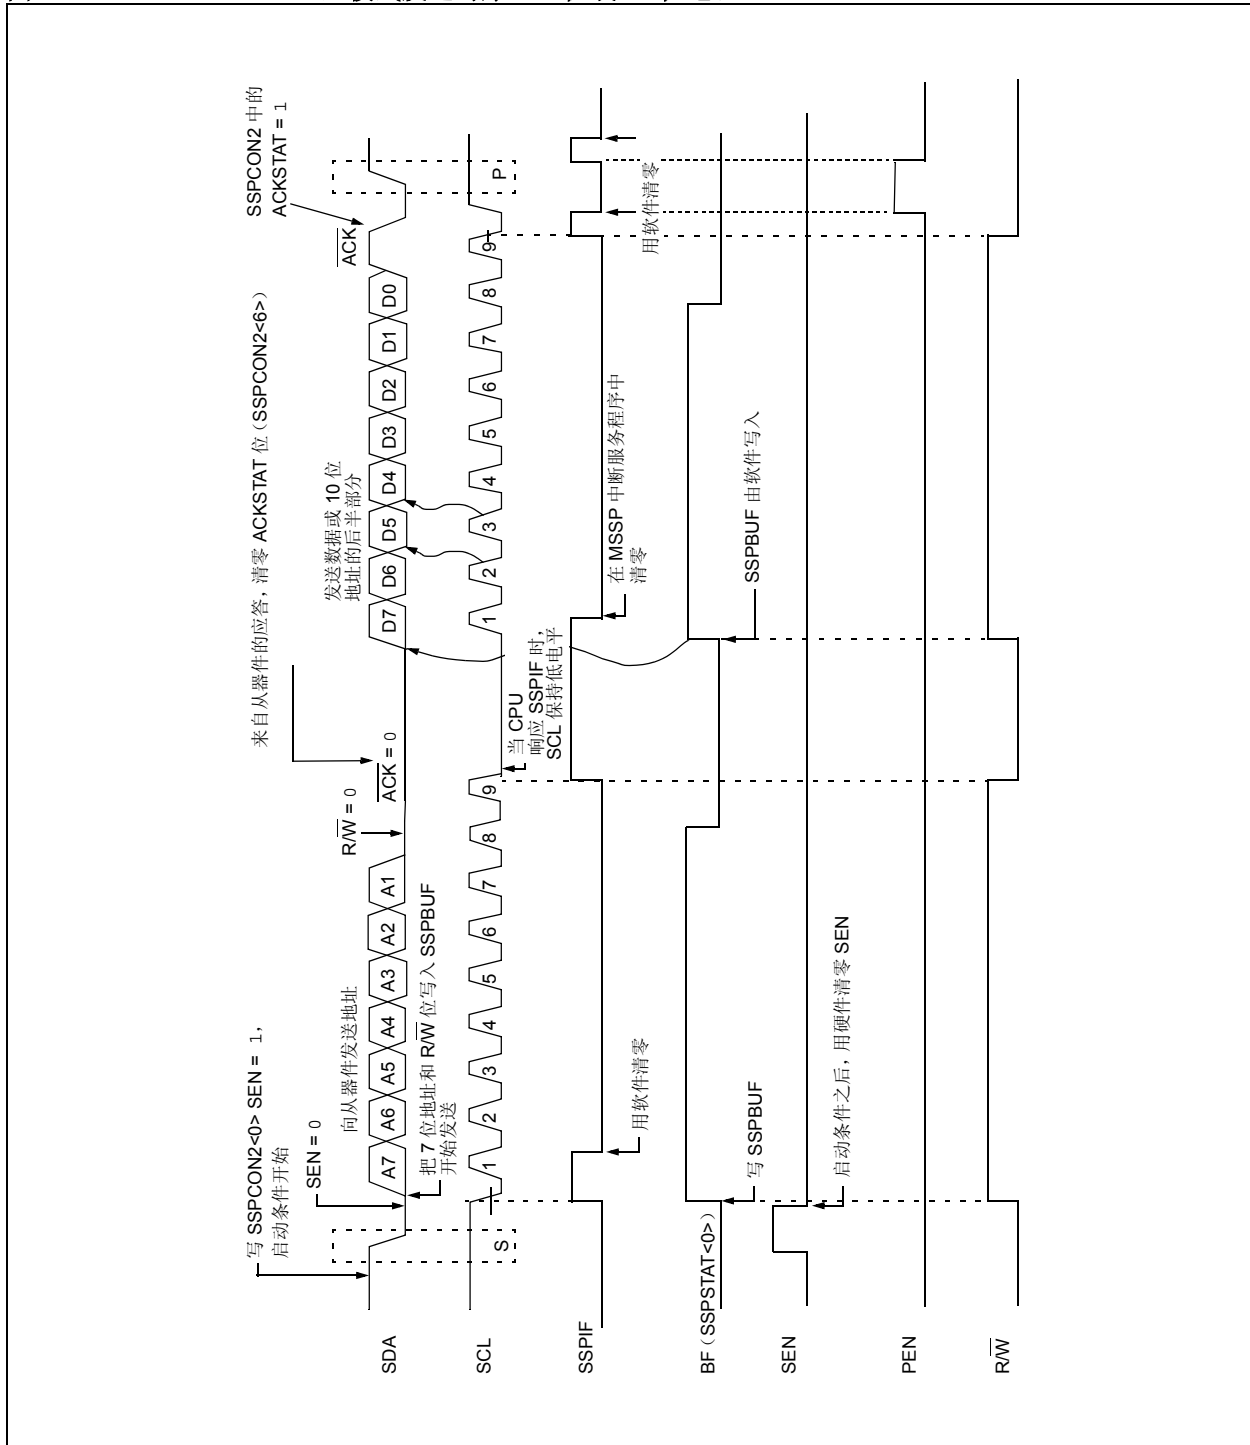 写 SSPCON2<0> SEN = 1,
启动条件开始
SEN = 0
向从器件发送地址
R/W = 0
来自从器件的应答, 清零 ACKSTAT 位（SSPCON2<6>）
ACK = 0
发送数据或 10 位
地址的后半部分
SSPCON2 中的
ACKSTAT = 1
ACK
SDA
A7 A6 A5 A4 A3 A2 A1
D7 D6 D5 D4 D3 D2 D1 D0
把 7 位地址和 R/W 位写入 SSPBUF
开始发送
SCL
S
1 2 3 4 5 6 7 8 9
1 2 3 4 5 6 7 8 9
P
当 CPU
响应 SSPIF 时,
SCL 保持低电平
SSPIF
用软件清零
在 MSSP 中断服务程序中
清零
用软件清零
BF（SSPSTAT<0>）
写 SSPBUF
SSPBUF 由软件写入
SEN
启动条件之后, 用硬件清零 SEN
PEN
R/W